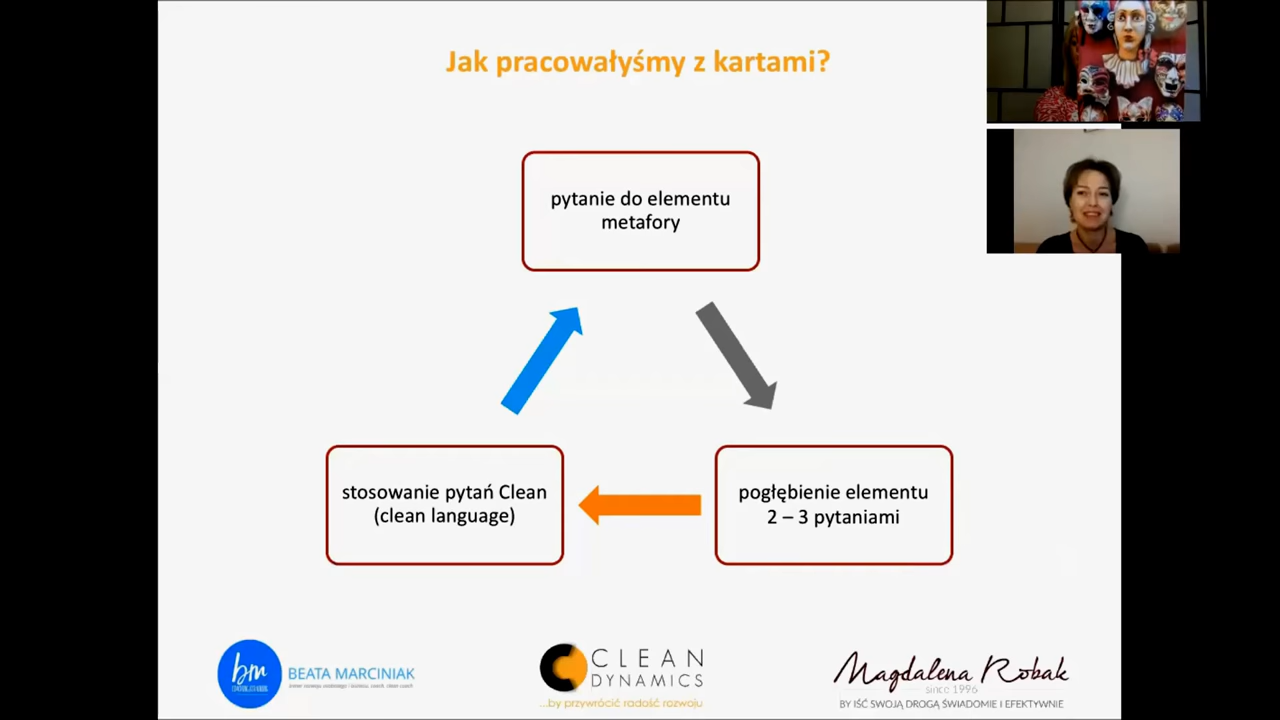 Jak pracowałyśmy z kartami?
pytanie do elementu
metafory
stosowanie pytań Clean
(clean language)
pogłębienie elementu
2 – 3 pytaniami
bm
BEATA MARCINIAK
CLEAN
DYNAMICS
...by przywrócić radość rozwoju
Magdalena Robak
since 1996
BY IŚĆ SWOJĄ DROGĄ ŚWIADOMIE I EFEKTYWNIE